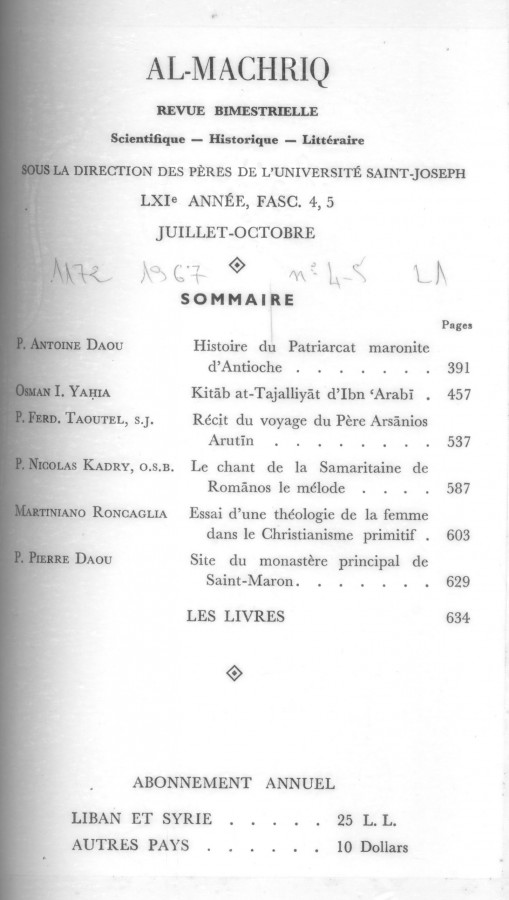 AL-MACHRIQ
REVUE BIMESTRIELLE
Scientifique — Historique — Littéraire
SOUS LA DIRECTION DES PÈRES DE L'UNIVERSITÉ SAINT-JOSEPH
LXIe ANNÉE, FASC. 4, 5
JUILLET-OCTOBRE
1172 1967 n° 4-5 L1
SOMMAIRE
Pages
P. ANTOINE DAOU Histoire du Patriarcat maronite
d'Antioche . . . . . . . 391
OSMAN I. YAḤIA Kitāb at-Tajalliyāt d'Ibn ‘Arabī . 457
P. FERD. TAOUTEL, S.J. Récit du voyage du Père Arsānios
Arutīn . . . . . . . . 537
P. NICOLAS KADRY, O.S.B. Le chant de la Samaritaine de
Romānos le mélode . . . . 587
MARTINIANO RONCAGLIA Essai d'une théologie de la femme
dans le Christianisme primitif . 603
P. PIERRE DAOU Site du monastère principal de
Saint-Maron. . . . . . . 629
LES LIVRES 634
ABONNEMENT ANNUEL
LIBAN ET SYRIE . . . . . 25 L. L.
AUTRES PAYS . . . . . . 10 Dollars